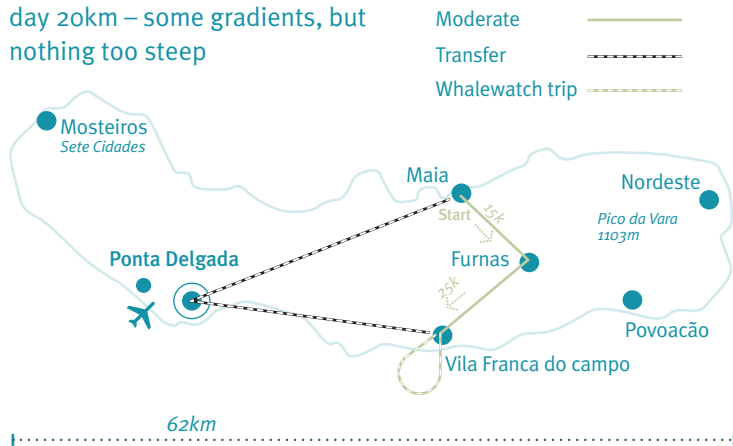 day 20km – some gradients, but
nothing too steep
Moderate
Transfer
Whalewatch trip
Mosteiros
Sete Cidades
Maia
Start
15k
Nordeste
Pico da Vara
1103m
Ponta Delgada
Furnas
25k
Povoacão
Vila Franca do campo
62km